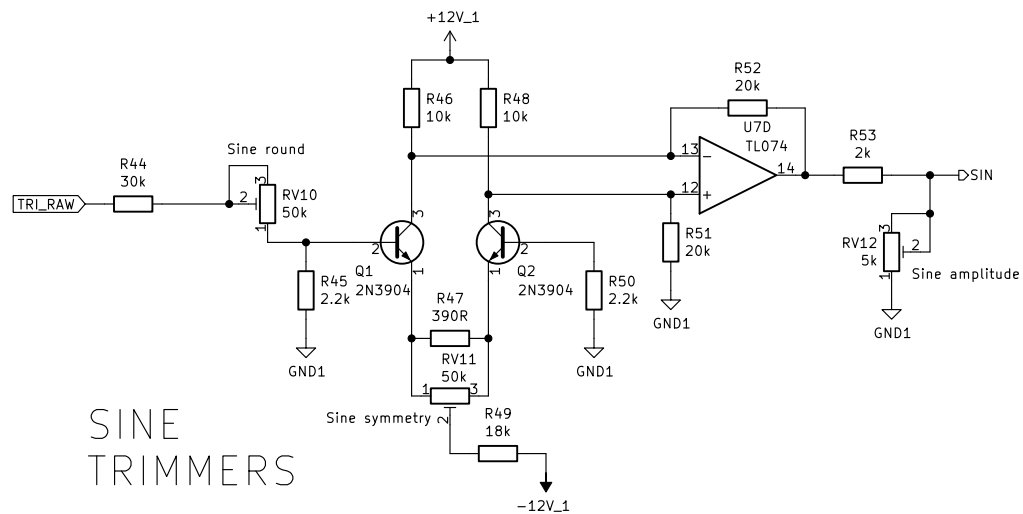 +12V_1
R46
10k
R48
10k
R52
20k
U7D
TL074
13
−
14
12
+
R53
2k
SIN
Sine round
R44
30k
TRI_RAW
3
2
RV10
50k
1
3
2
Q1
2N3904
1
3
2
Q2
2N3904
1
R51
20k
GND1
3
RV12
5k
2
1
Sine amplitude
GND1
R45
2.2k
GND1
R50
2.2k
GND1
R47
390R
RV11
50k
1
3
2
Sine symmetry
R49
18k
-12V_1
SINE
TRIMMERS